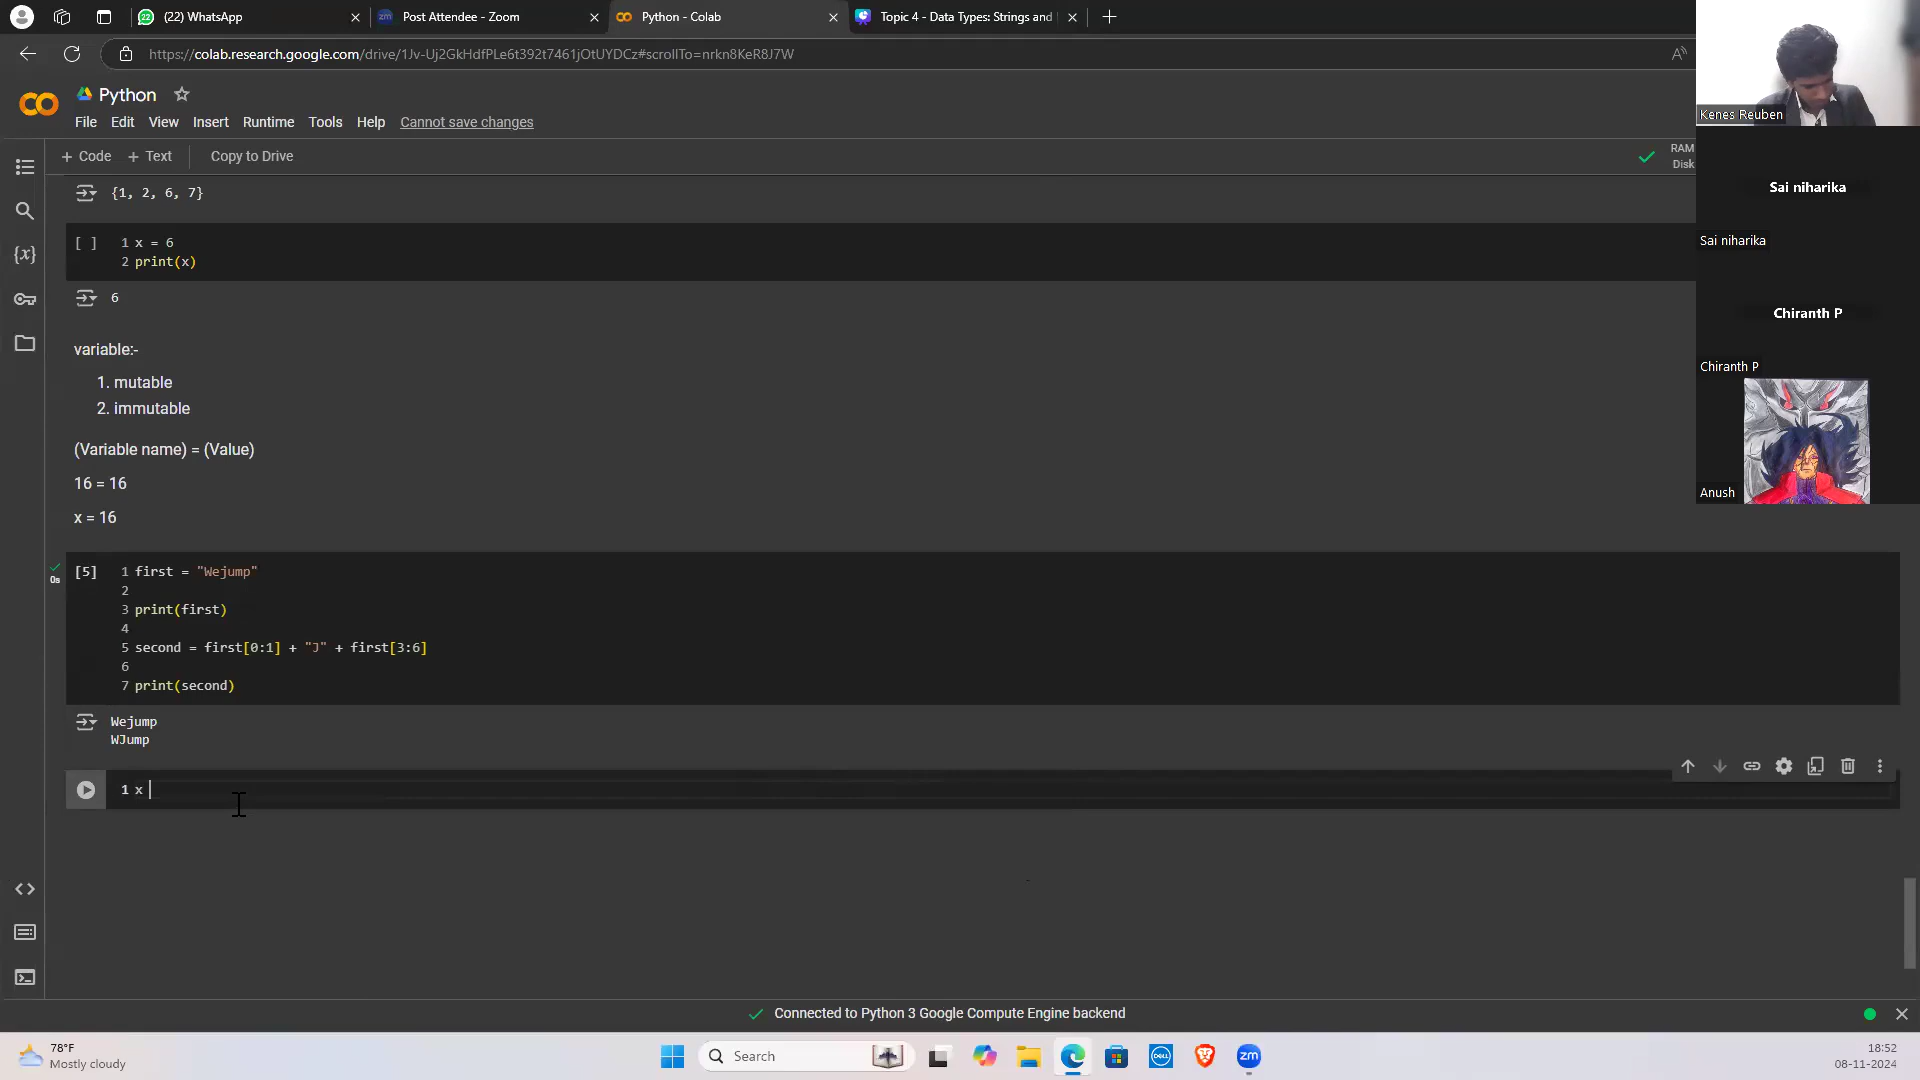 (22) WhatsApp
Post Attendee - Zoom
Python - Colab
Topic 4 - Data Types: Strings and
https://colab.research.google.com/drive/1Jv-Uj2GkHdfPLe6t392t7461jOtUYDCz#scrollTo=nrkn8KeR8J7W
Python
File Edit View Insert Runtime Tools Help Cannot save changes
+ Code + Text Copy to Drive
RAM
Disk
{1, 2, 6, 7}
[ ] 1 x = 6
2 print(x)
6
variable:-
1. mutable
2. immutable
(Variable name) = (Value)
16 = 16
x = 16
[5] 1 first = "Wejump"
0s
2
3 print(first)
4
5 second = first[0:1] + "J" + first[3:6]
6
7 print(second)
Wejump
WJump
1 x
Connected to Python 3 Google Compute Engine backend
Kenes Reuben
Sai niharika
Sai niharika
Chiranth P
Chiranth P
Anush
78°F
Mostly cloudy
Search
DELL
zm
18:52
08-11-2024